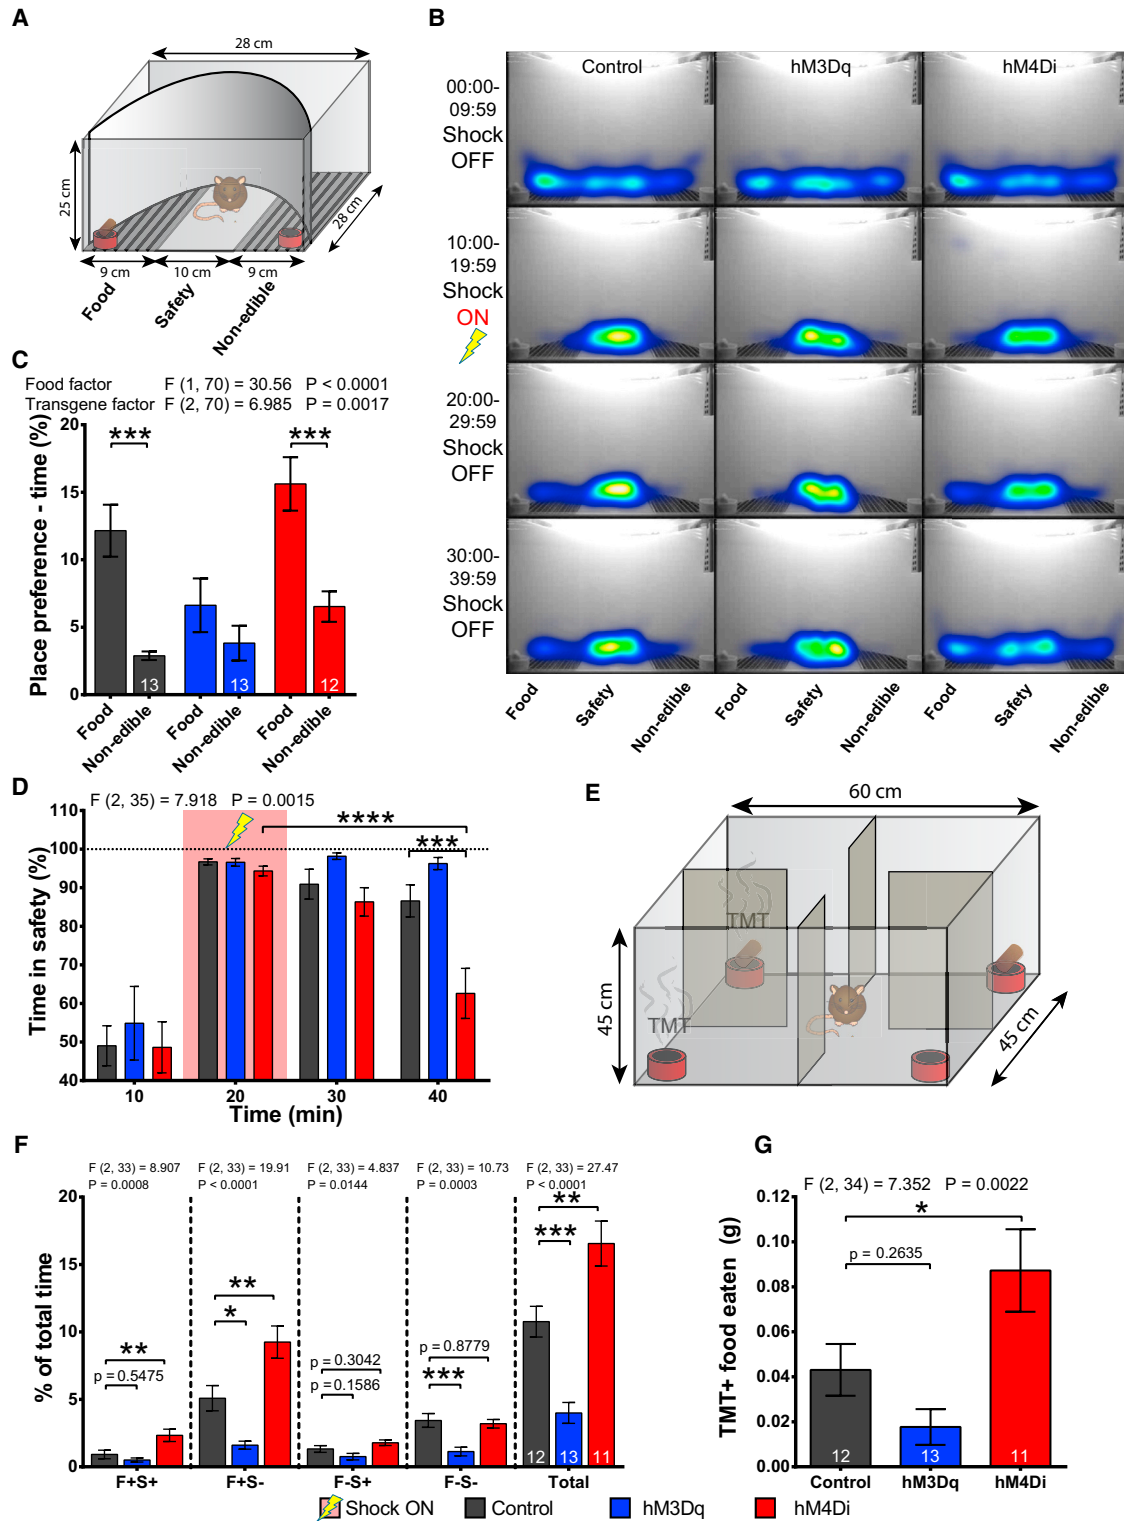 A
28 cm
25 cm
28 cm
9 cm
10 cm
9 cm
Food
Safety
Non-edible
B
Control
hM3Dq
hM4Di
00:00-
09:59
Shock
OFF
10:00-
19:59
Shock
ON
20:00-
29:59
Shock
OFF
30:00-
39:59
Shock
OFF
Food
Safety
Non-edible
Food
Safety
Non-edible
Food
Safety
Non-edible
C
Food factor F (1, 70) = 30.56 P < 0.0001
Transgene factor F (2, 70) = 6.985 P = 0.0017
Place preference - time (%)
20
15
10
5
0
***
***
13
13
12
Food
Non-edible
Food
Non-edible
Food
Non-edible
D
F (2, 35) = 7.918 P = 0.0015
Time in safety (%)
110
100
90
80
70
60
50
40
****
***
10
20
30
40
Time (min)
E
60 cm
45 cm
45 cm
TMT
TMT
F
F (2, 33) = 8.907
P = 0.0008
F (2, 33) = 19.91
P < 0.0001
F (2, 33) = 4.837
P = 0.0144
F (2, 33) = 10.73
P = 0.0003
F (2, 33) = 27.47
P <0.0001
% of total time
20
15
10
5
0
**
p = 0.5475
**
*
p = 0.3042
p = 0.1586
p = 0.8779
***
**
***
12
13
11
F+S+
F+S-
F-S+
F-S-
Total
G
F (2, 34) = 7.352 P = 0.0022
TMT+ food eaten (g)
0.12
0.10
0.08
0.06
0.04
0.02
0.00
*
p = 0.2635
12
13
11
Control
hM3Dq
hM4Di
Shock ON
Control
hM3Dq
hM4Di